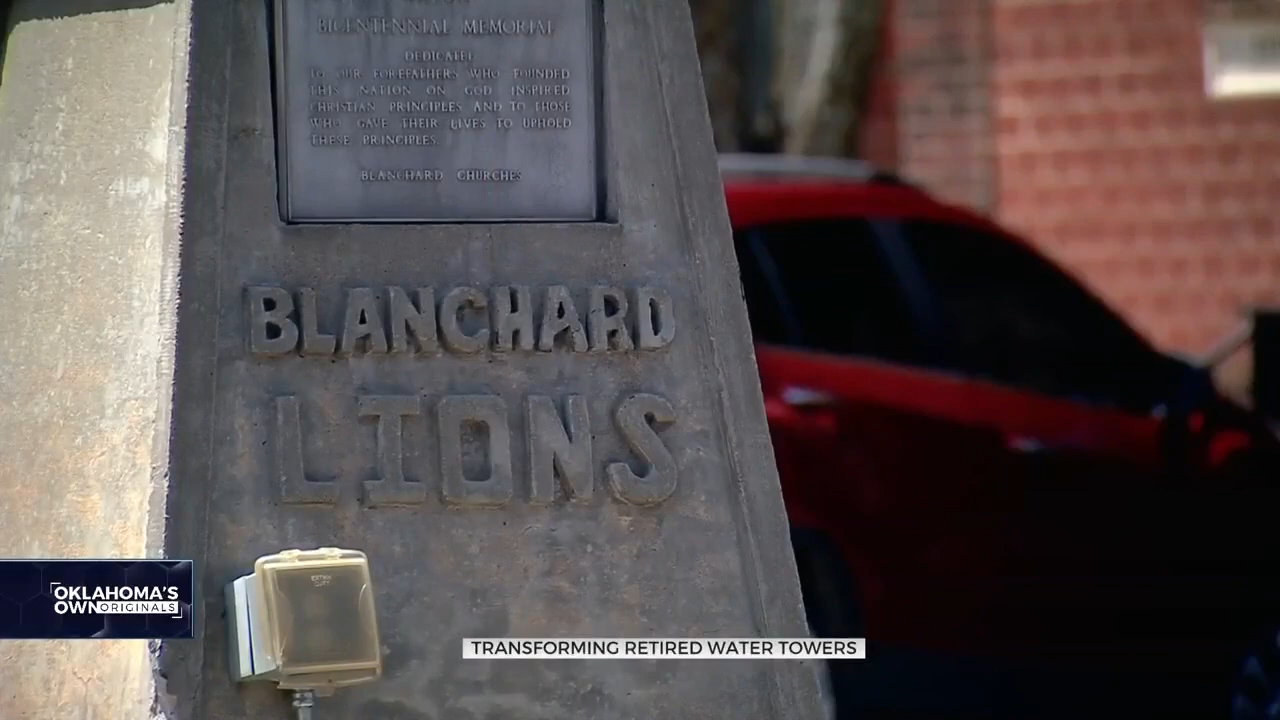 BICENTENNIAL MEMORIAL
DEDICATED
TO OUR FOREFATHERS WHO FOUNDED
THIS NATION ON GOD INSPIRED
CHRISTIAN PRINCIPLES AND TO THOSE
WHO GAVE THEIR LIVES TO UPHOLD
THESE PRINCIPLES.
BLANCHARD CHURCHES
BLANCHARD
LIONS
OKLAHOMA'S
OWN ORIGINALS
TRANSFORMING RETIRED WATER TOWERS